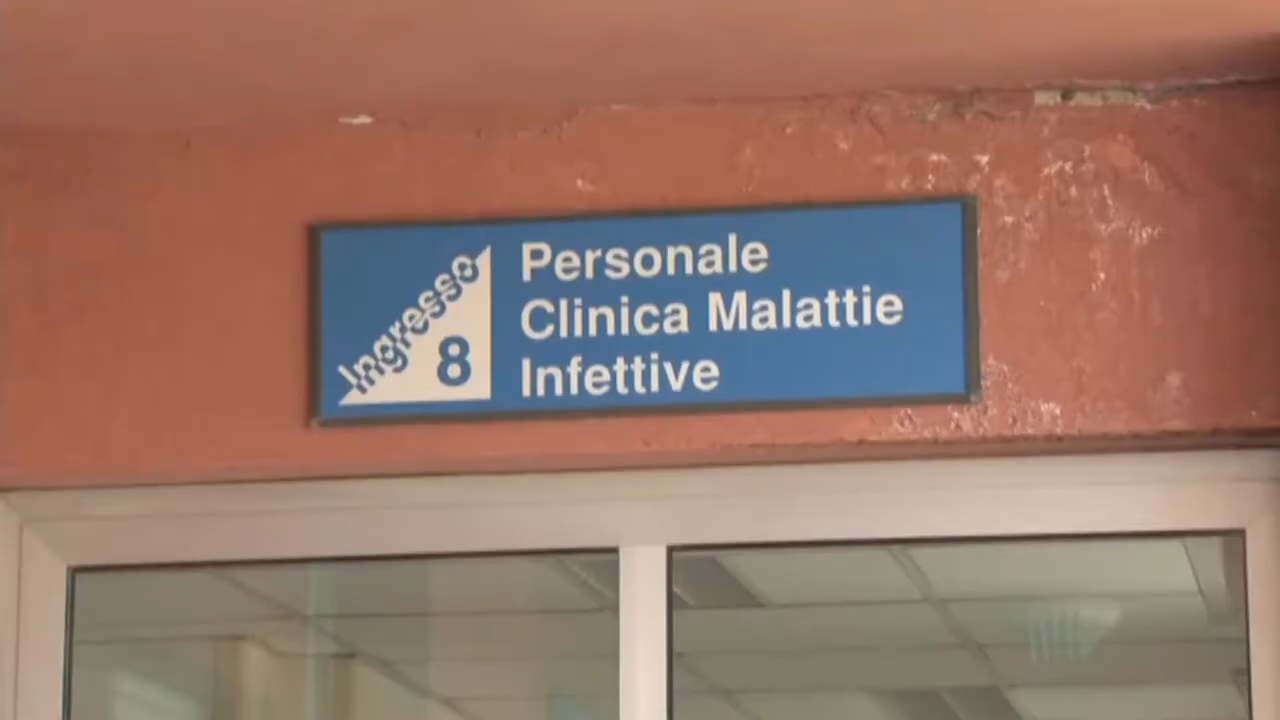 Ingresso
8
Personale
Clinica Malattie
Infettive